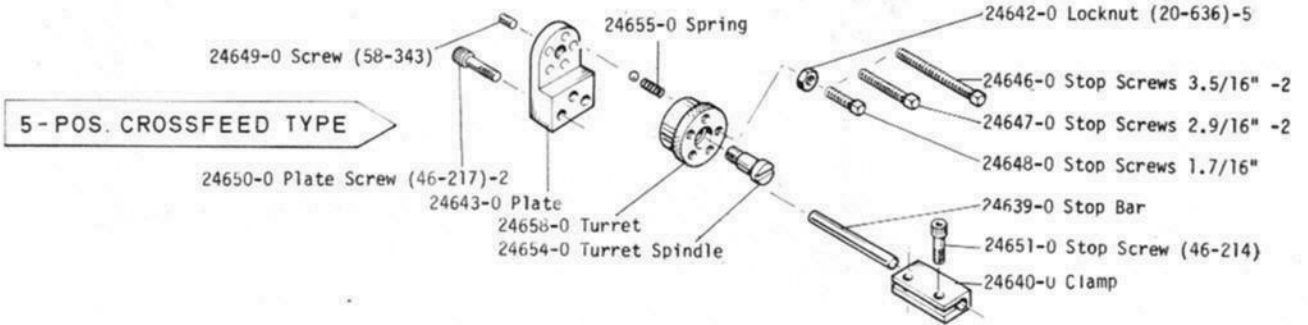 24642-0 Locknut (20-636)-5
24655-0 Spring
24649-0 Screw (58-343)
24646-0 Stop Screws 3.5/16" -2
5-POS. CROSSFEED TYPE
24647-0 Stop Screws 2.9/16" -2
24648-0 Stop Screws 1.7/16"
24650-0 Plate Screw (46-217)-2
24643-0 Plate
24639-0 Stop Bar
24658-0 Turret
24654-0 Turret Spindle
24651-0 Stop Screw (46-214)
24640-0 Clamp